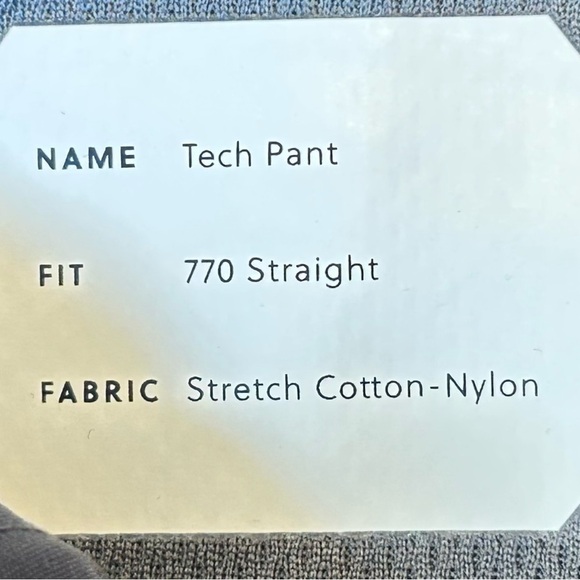 NAME Tech Pant
FIT 770 Straight
FABRIC Stretch Cotton-Nylon